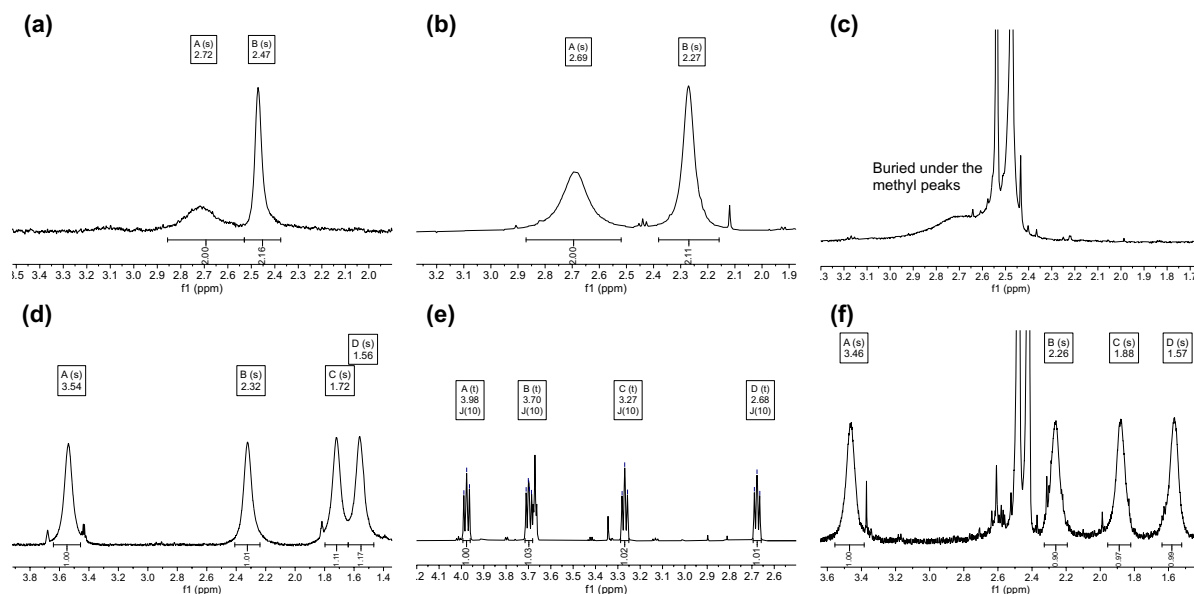 (a)
A (s)
2.72
B (s)
2.47
2.00
2.16
3.5 3.4 3.3 3.2 3.1 3.0 2.9 2.8 2.7 2.6 2.5 2.4 2.3 2.2 2.1 2.0
f1 (ppm)
(b)
A (s)
2.69
B (s)
2.27
2.00
2.11
3.2 3.1 3.0 2.9 2.8 2.7 2.6 2.5 2.4 2.3 2.2 2.1 2.0 1.9
f1 (ppm)
(c)
Buried under the
methyl peaks
.3 3.2 3.1 3.0 2.9 2.8 2.7 2.6 2.5 2.4 2.3 2.2 2.1 2.0 1.9 1.8 1.7
f1 (ppm)
(d)
A (s)
3.54
B (s)
2.32
C (s)
1.72
D (s)
1.56
1.00
1.01
1.11
1.17
3.8 3.6 3.4 3.2 3.0 2.8 2.6 2.4 2.2 2.0 1.8 1.6 1.4
f1 (ppm)
(e)
A (t)
3.98
J(10)
B (t)
3.70
J(10)
C (t)
3.27
J(10)
D (t)
2.68
J(10)
1.00
1.03
1.02
1.01
4.2 4.1 4.0 3.9 3.8 3.7 3.6 3.5 3.4 3.3 3.2 3.1 3.0 2.9 2.8 2.7 2.6
f1 (ppm)
(f)
A (s)
3.46
B (s)
2.26
C (s)
1.88
D (s)
1.57
1.00
0.90
0.97
0.99
3.6 3.4 3.2 3.0 2.8 2.6 2.4 2.2 2.0 1.8 1.6
f1 (ppm)